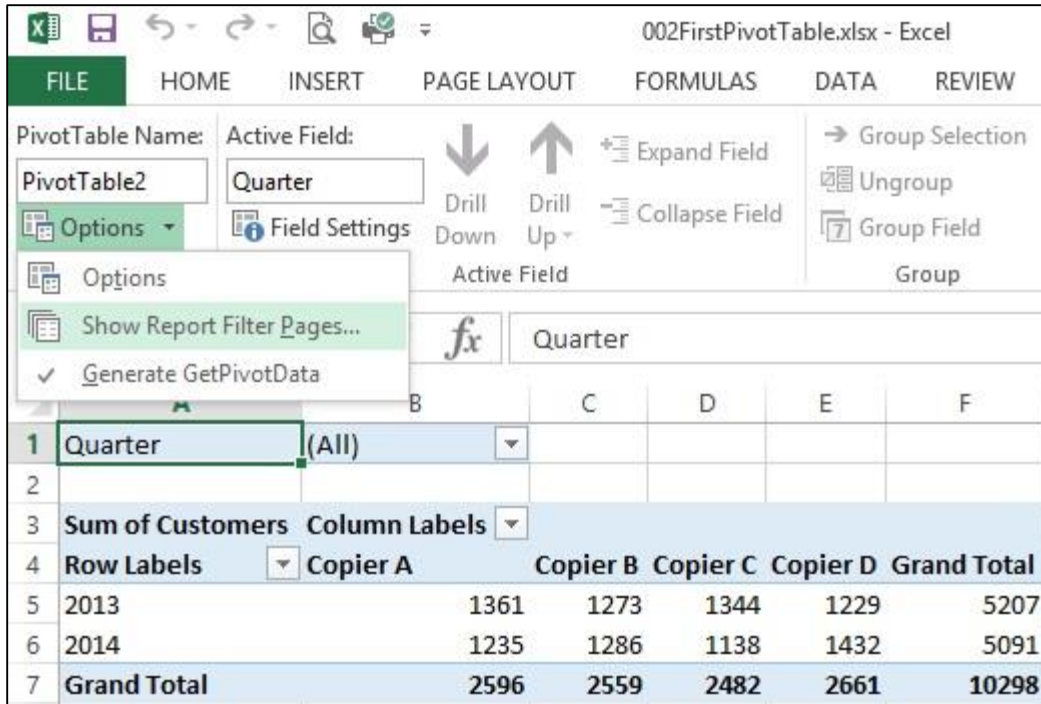 002FirstPivotTable.xlsx - Excel
FILE HOME INSERT PAGE LAYOUT FORMULAS DATA REVIEW
PivotTable Name: Active Field:
PivotTable2 Quarter
Options Field Settings
Drill Down
Drill Up
Expand Field
Collapse Field
Active Field
Group Selection
Ungroup
7 Group Field
Group
Options
Show Report Filter Pages...
Generate GetPivotData
fx Quarter
A B C D E F
1 Quarter (All)
2
3 Sum of Customers Column Labels
4 Row Labels Copier A Copier B Copier C Copier D Grand Total
5 2013 1361 1273 1344 1229 5207
6 2014 1235 1286 1138 1432 5091
7 Grand Total 2596 2559 2482 2661 10298